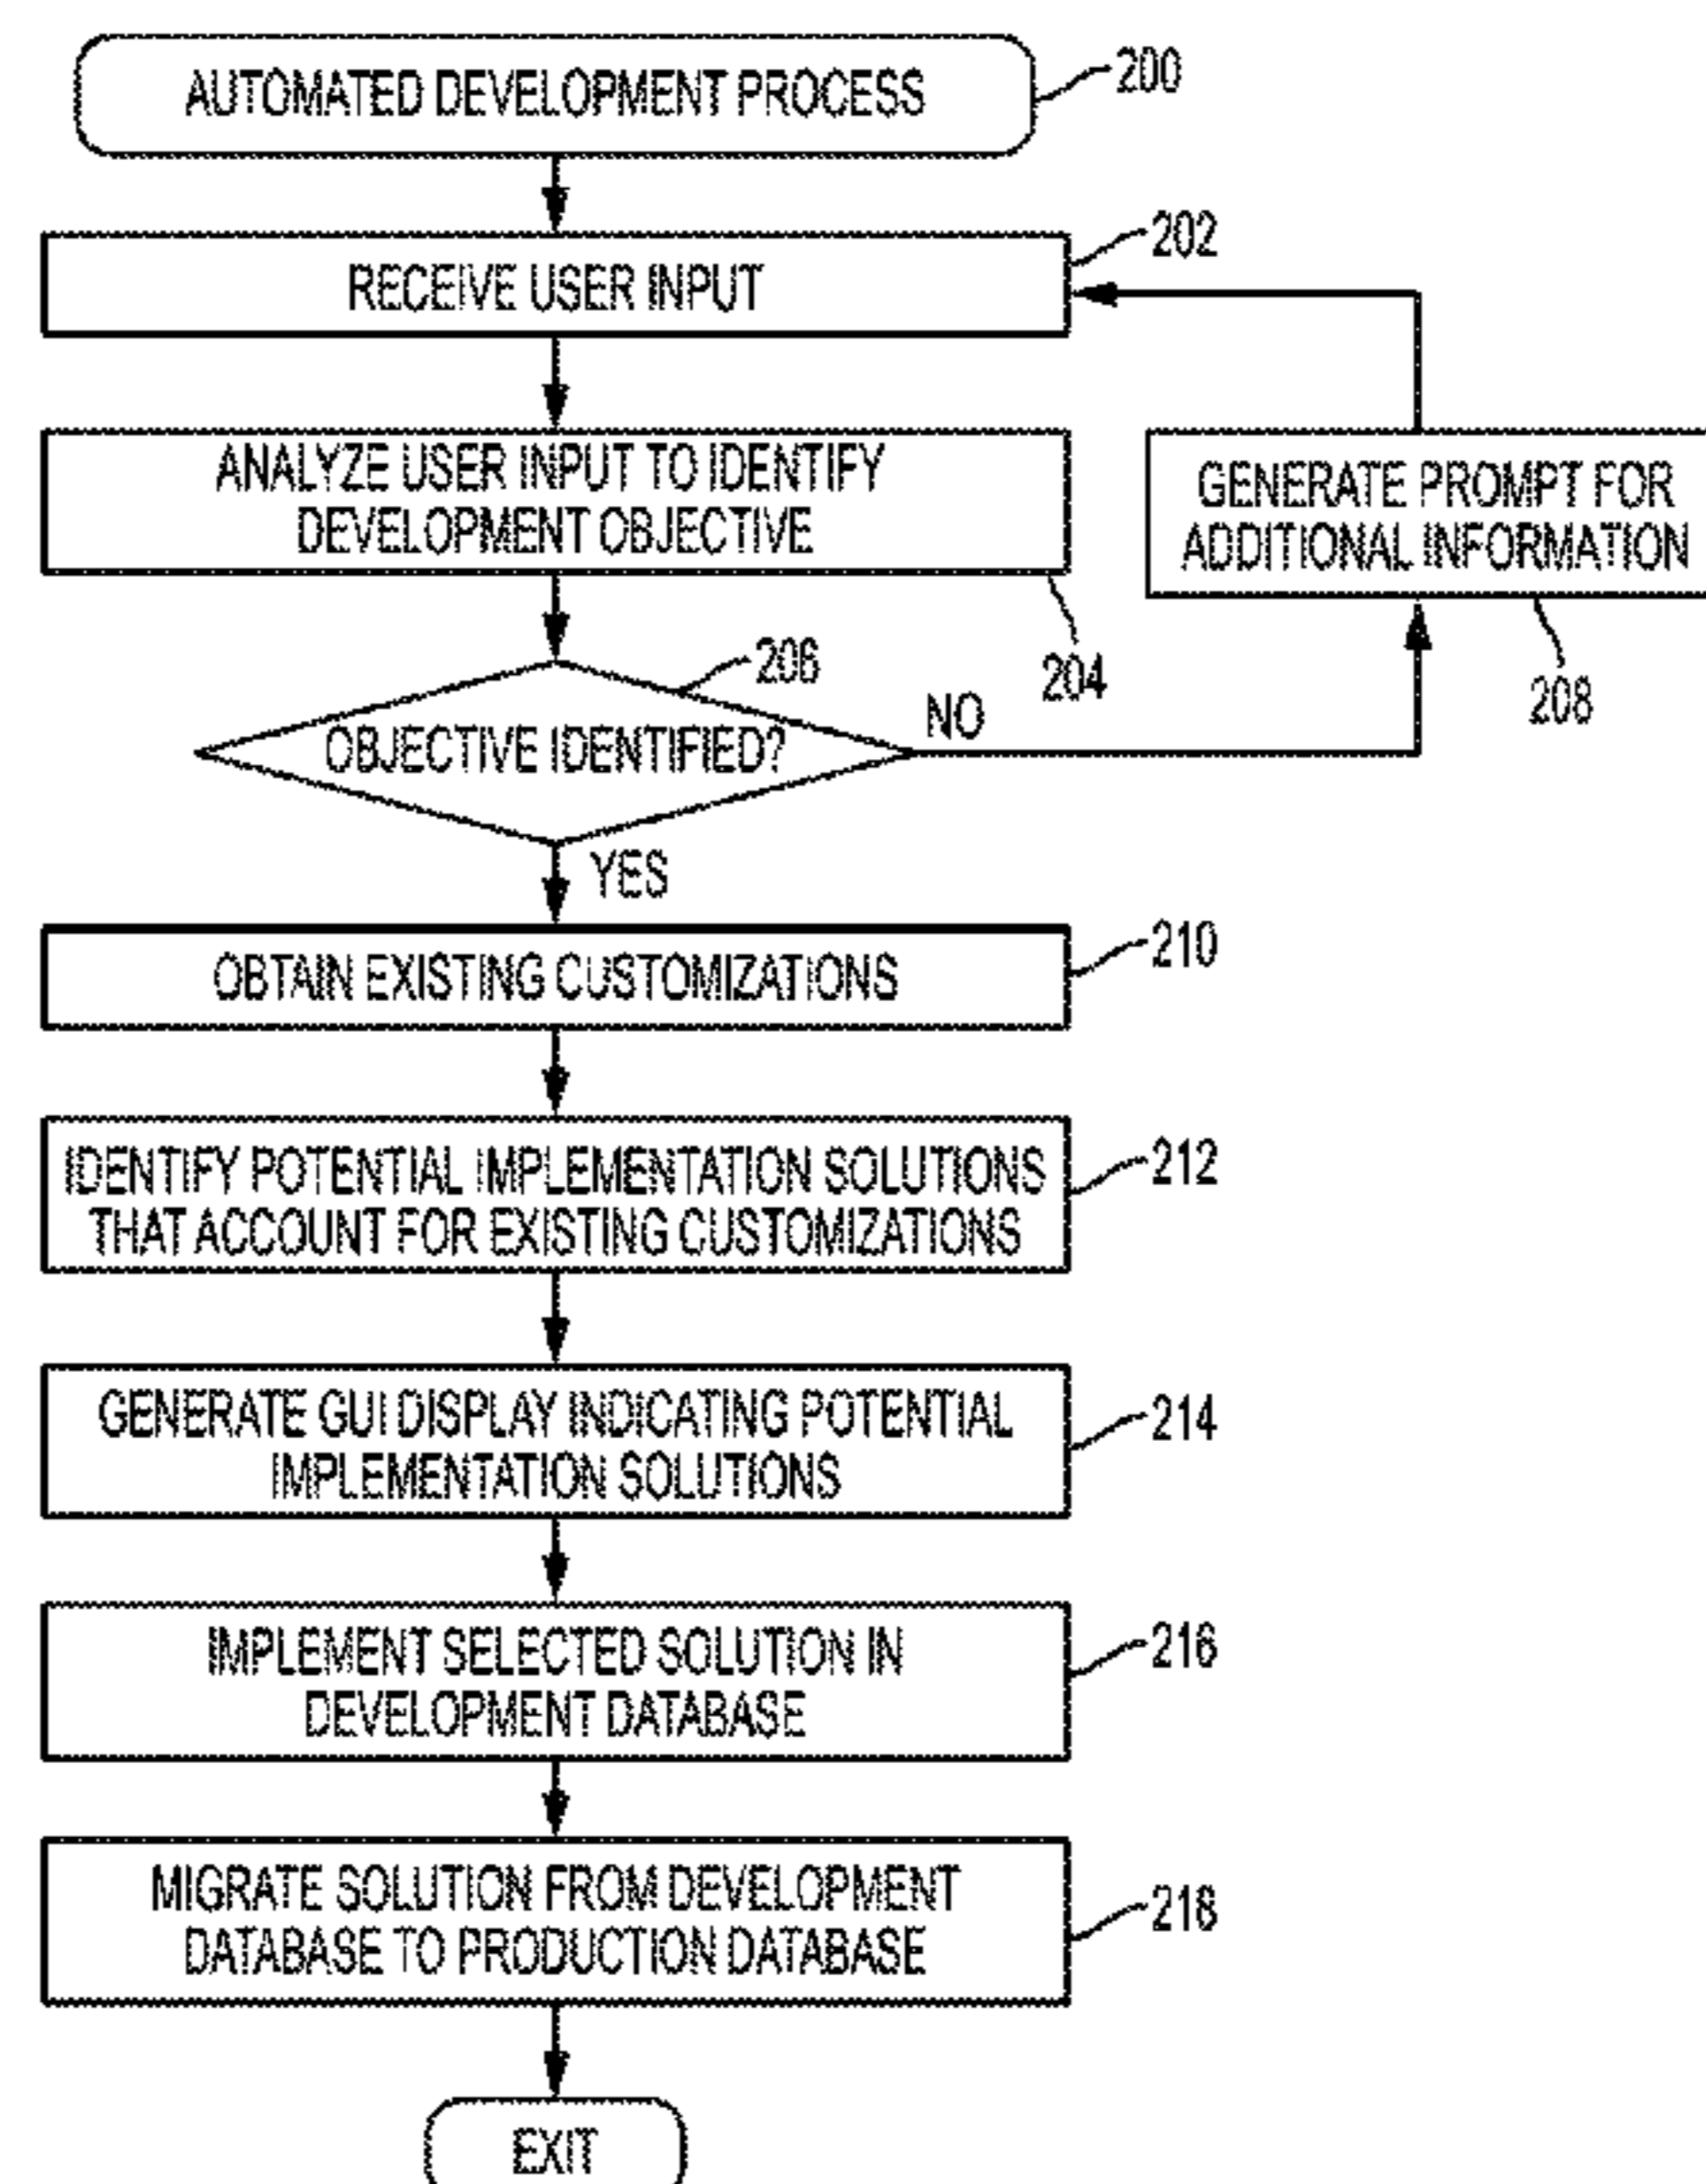 AUTOMATED DEVELOPMENT PROCESS
200
RECEIVE USER INPUT
202
ANALYZE USER INPUT TO IDENTIFY
DEVELOPMENT OBJECTIVE
204
GENERATE PROMPT FOR
ADDITIONAL INFORMATION
208
206
OBJECTIVE IDENTIFIED?
NO
YES
OBTAIN EXISTING CUSTOMIZATIONS
210
IDENTIFY POTENTIAL IMPLEMENTATION SOLUTIONS
THAT ACCOUNT FOR EXISTING CUSTOMIZATIONS
212
GENERATE GUI DISPLAY INDICATING POTENTIAL
IMPLEMENTATION SOLUTIONS
214
IMPLEMENT SELECTED SOLUTION IN
DEVELOPMENT DATABASE
216
MIGRATE SOLUTION FROM DEVELOPMENT
DATABASE TO PRODUCTION DATABASE
218
EXIT